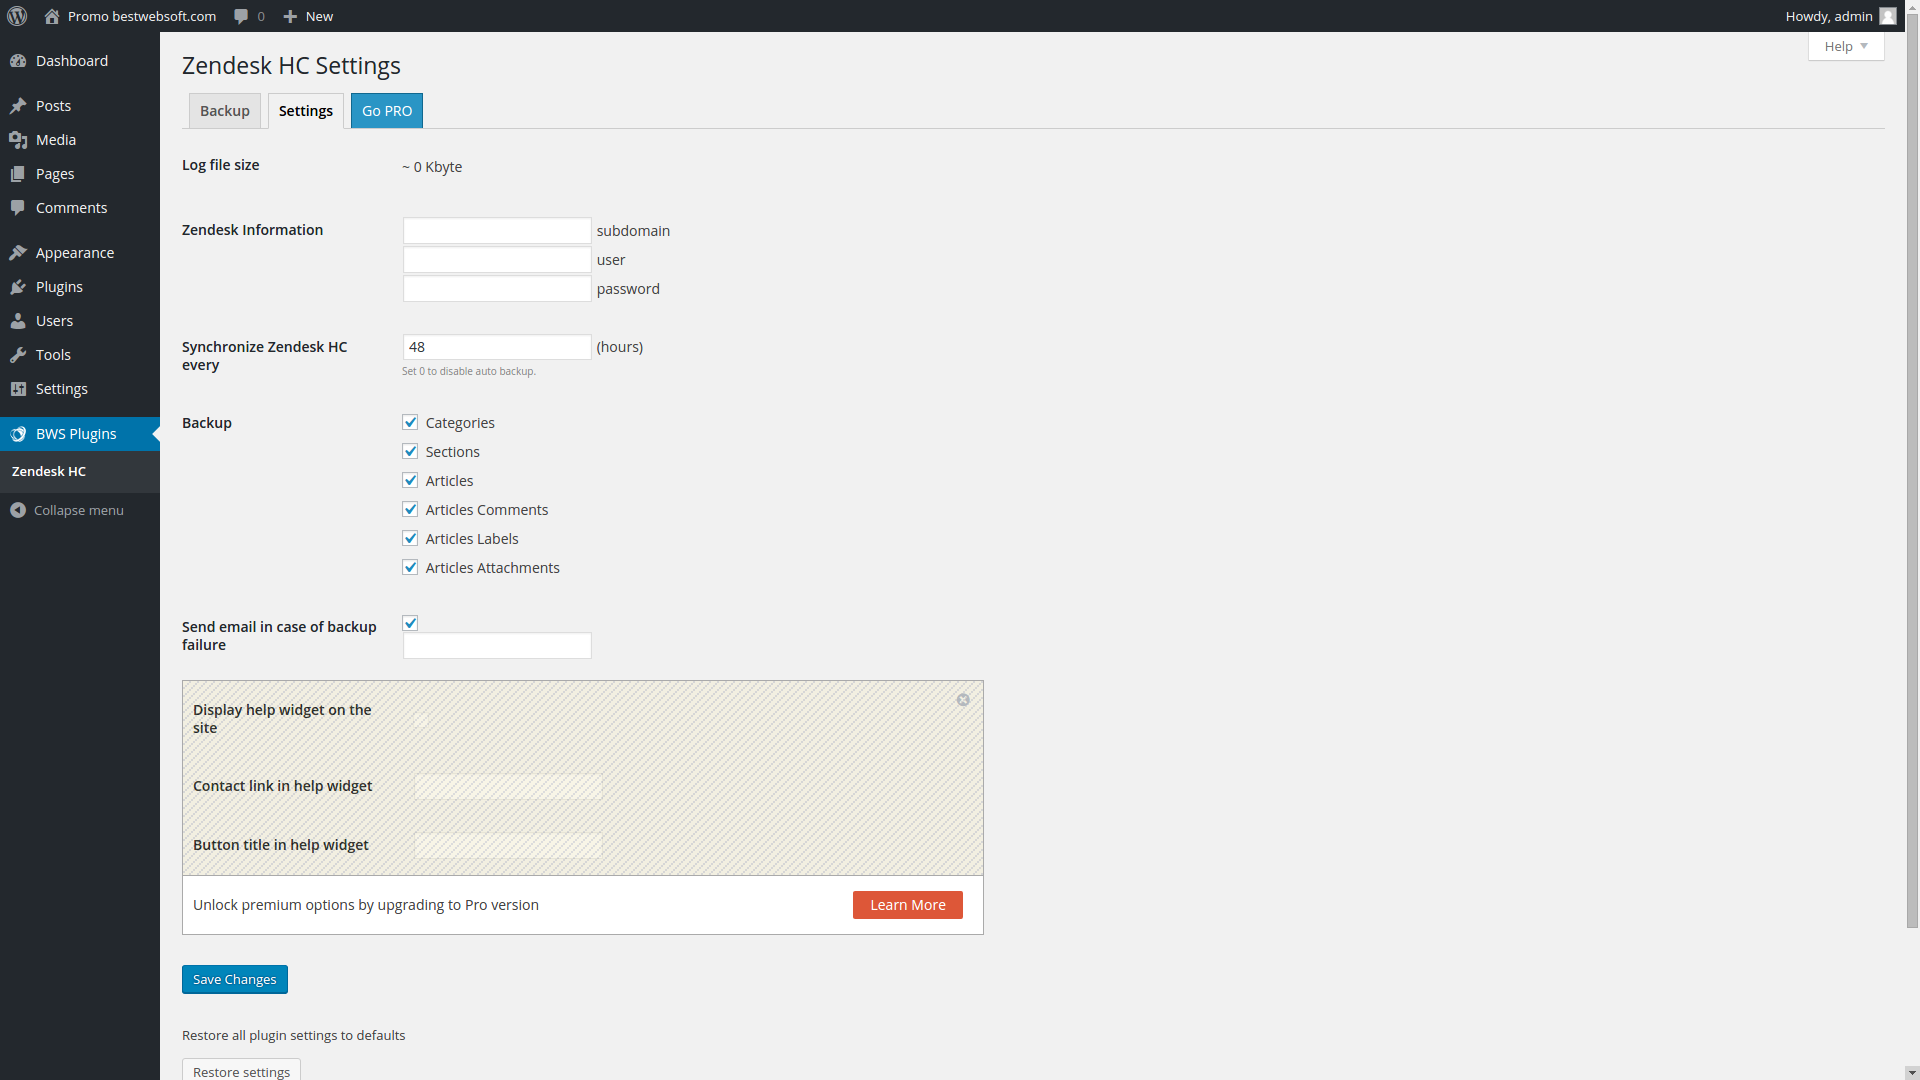 Promo bestwebsoft.com 0 New Howdy, admin
Help
Dashboard
Posts
Media
Pages
Comments
Appearance
Plugins
Users
Tools
Settings
BWS Plugins
Zendesk HC
Collapse menu
Zendesk HC Settings
Backup Settings Go PRO
Log file size ~ 0 Kbyte
Zendesk Information subdomain
user
password
Synchronize Zendesk HC
every
48 (hours)
Set 0 to disable auto backup.
Backup
Categories
Sections
Articles
Articles Comments
Articles Labels
Articles Attachments
Send email in case of backup
failure
Display help widget on the
site
Contact link in help widget
Button title in help widget
Unlock premium options by upgrading to Pro version Learn More
Save Changes
Restore all plugin settings to defaults
Restore settings